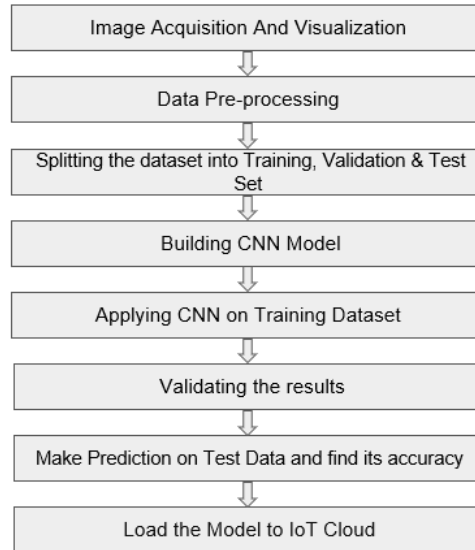 Image Acquisition And Visualization
Data Pre-processing
Splitting the dataset into Training, Validation & Test
Set
Building CNN Model
Applying CNN on Training Dataset
Validating the results
Make Prediction on Test Data and find its accuracy
Load the Model to IoT Cloud